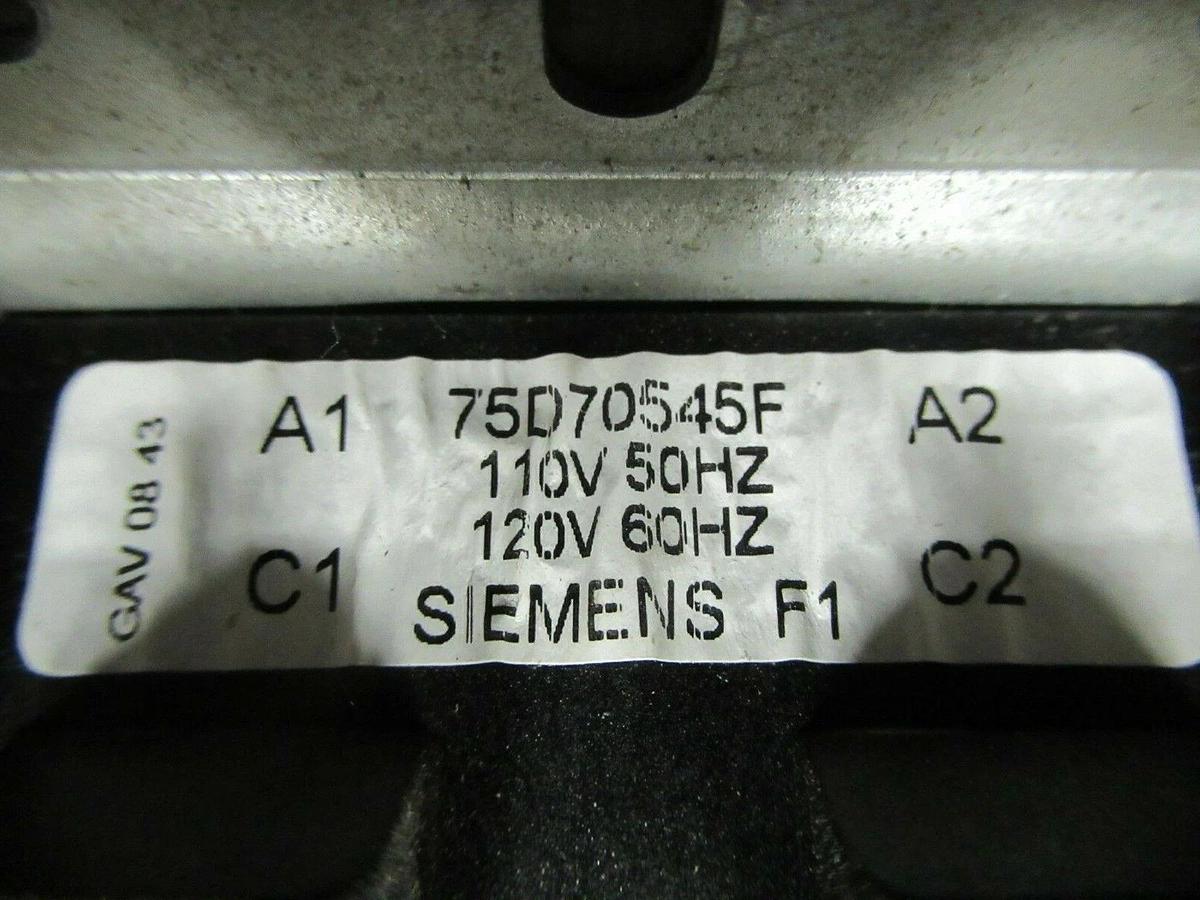 GAV 08 43
A1 75D70545F A2
110V 50HZ
120V 60HZ
C1 SIEMENS F1 C2